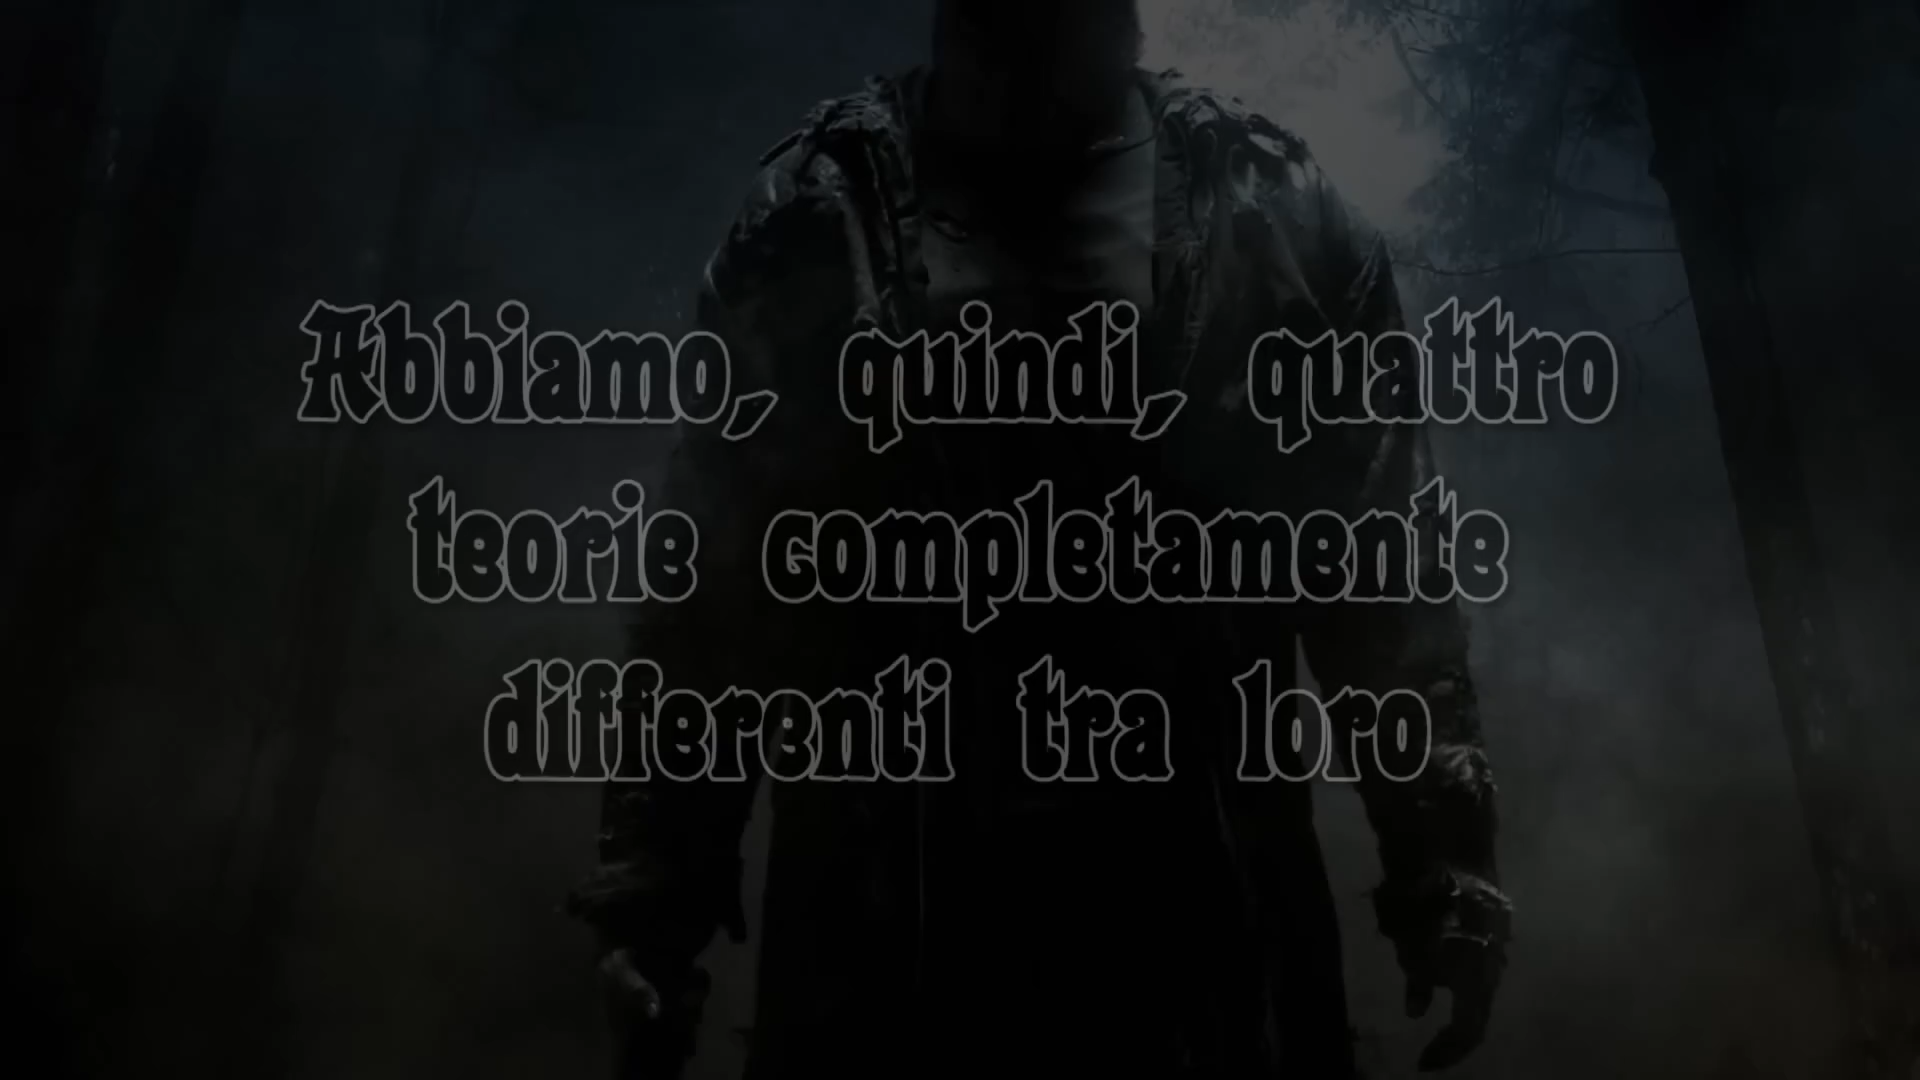 Abbiamo, quindi, quattro
teorie completamente
differenti tra loro